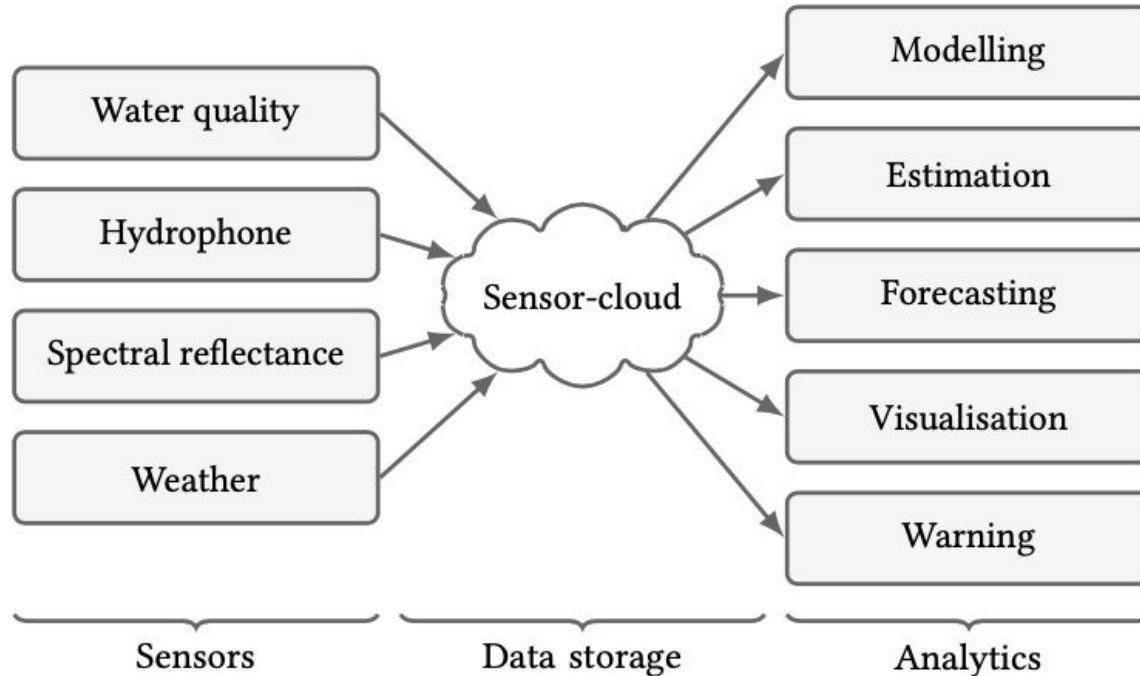 Water quality
Hydrophone
Spectral reflectance
Weather
Sensor-cloud
Modelling
Estimation
Forecasting
Visualisation
Warning
Sensors
Data storage
Analytics